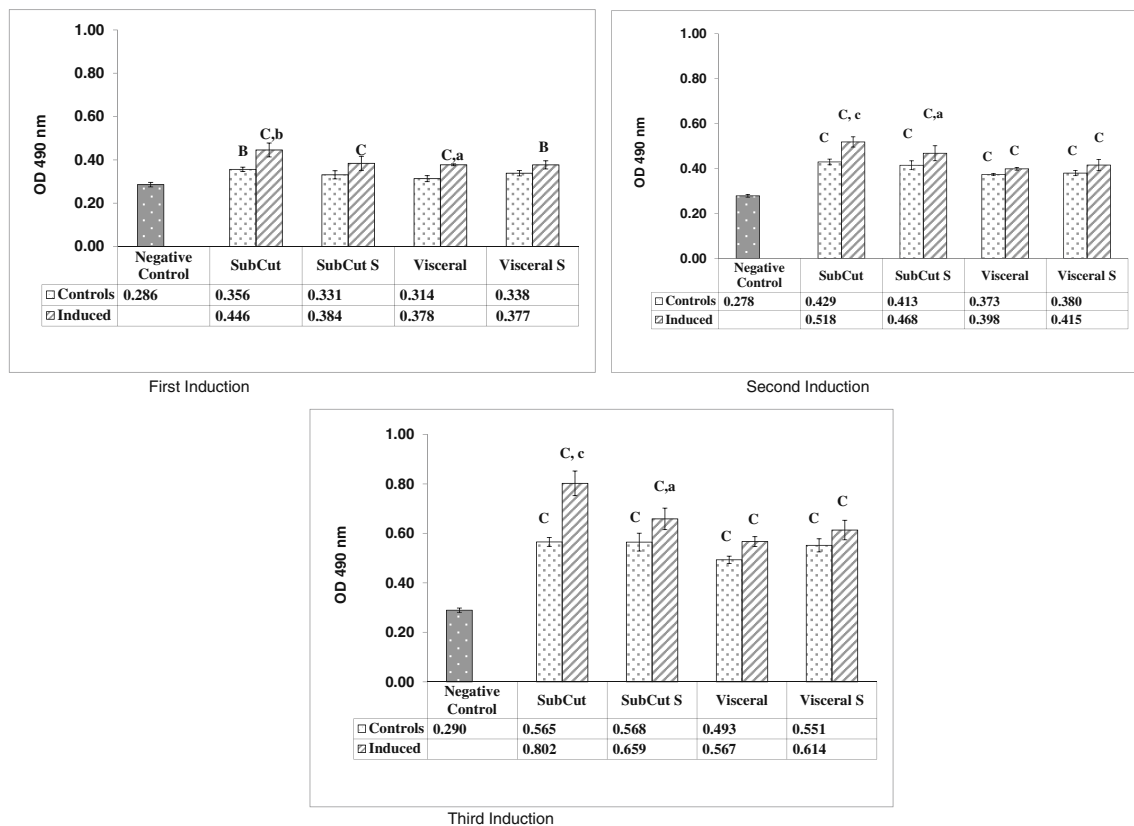 1.00
0.80
C,b
0.60
OD 490 nm
B
C
C,a
B
0.40
0.20
0.00
Negative Control SubCut SubCut S Visceral Visceral S
Controls 0.286 0.356 0.331 0.314 0.338
Induced 0.446 0.384 0.378 0.377
First Induction
1.00
0.80
C, c
0.60
OD 490 nm
C
C
C,a
C
C
C
C
0.40
0.20
0.00
Negative Control SubCut SubCut S Visceral Visceral S
Controls 0.278 0.429 0.413 0.373 0.380
Induced 0.518 0.468 0.398 0.415
Second Induction
1.00
C, c
0.80
C,a
C
C
C
C
C
C
0.60
OD 490 nm
0.40
0.20
0.00
Negative Control SubCut SubCut S Visceral Visceral S
Controls 0.290 0.565 0.568 0.493 0.551
Induced 0.802 0.659 0.567 0.614
Third Induction